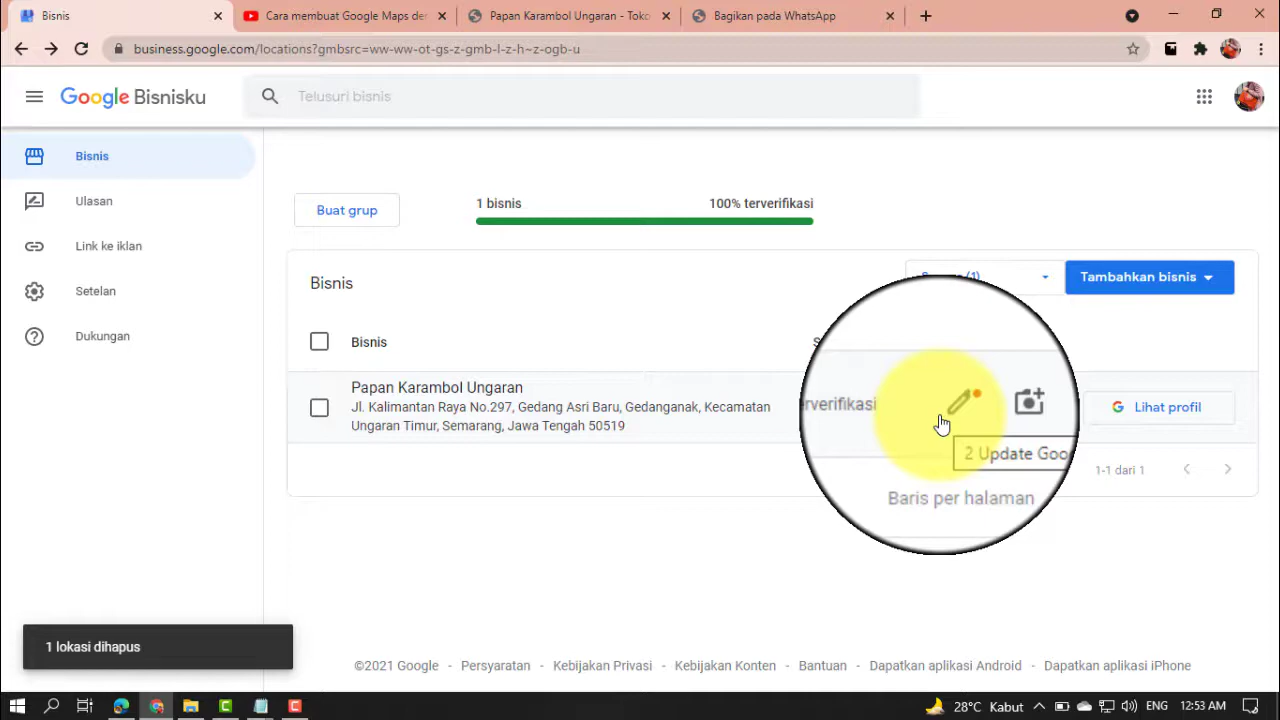 Bisnis
Cara membuat Google Maps de
Papan Karambol Ungaran - Toko
Bagikan pada WhatsApp
business.google.com/locations?gmbsrc=ww-ww-ot-gs-z-gmb-l-z-h~z-ogb-u
Google Bisnisku
Telusuri bisnis
Bisnis
Ulasan
Link ke iklan
Setelan
Dukungan
Buat grup
1 bisnis
100% terverifikasi
Bisnis
(1)
Tambahkan bisnis
Bisnis
Papan Karambol Ungaran
Jl. Kalimantan Raya No.297, Gedang Asri Baru, Gedanganak, Kecamatan
Ungaran Timur, Semarang, Jawa Tengah 50519
erverifikasi
Lihat profil
2 Update Goo
Baris per halaman
1-1 dari 1
1 lokasi dihapus
©2021 Google - Persyaratan - Kebijakan Privasi - Kebijakan Konten - Bantuan - Dapatkan aplikasi Android - Dapatkan aplikasi iPhone
28°C Kabut
ENG
12:53 AM